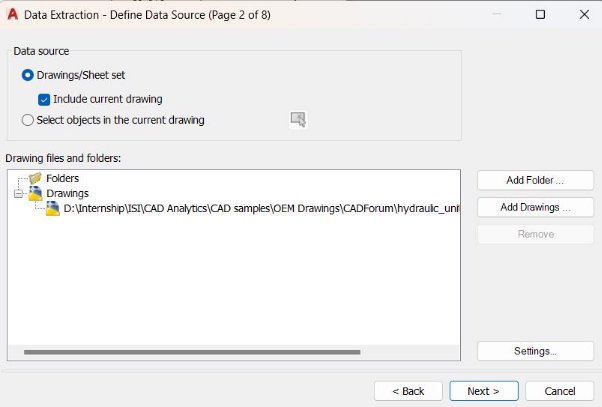 Data Extraction - Define Data Source (Page 2 of 8)
Data source
Drawings/Sheet set
Include current drawing
Select objects in the current drawing
Drawing files and folders:
Folders
Drawings
D:\Internship\ISI\CAD Analytics\CAD samples\OEM Drawings\CADForum\hydraulic_uni
Add Folder ...
Add Drawings ...
Remove
Settings...
< Back
Next >
Cancel